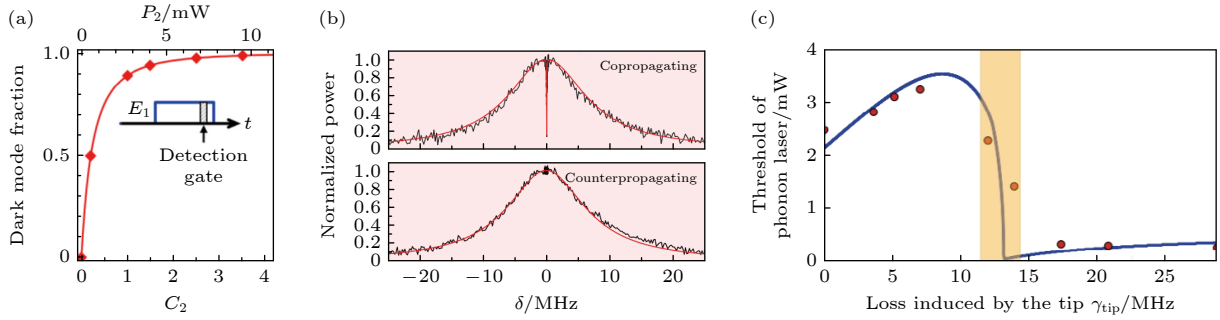 (a)
P₂/mW
0
5
10
Dark mode fraction
1.0
0.5
0
E₁
t
Detection
gate
0
1
2
3
4
C₂
(b)
Normalized power
1.0
0.8
0.6
0.4
0.2
0
Copropagating
1.0
0.8
0.6
0.4
0.2
0
Counterpropagating
−20
−10
0
10
20
δ/MHz
(c)
Threshold of
phonon laser/mW
4
3
2
1
0
0
5
10
15
20
25
Loss induced by the tip γtip/MHz